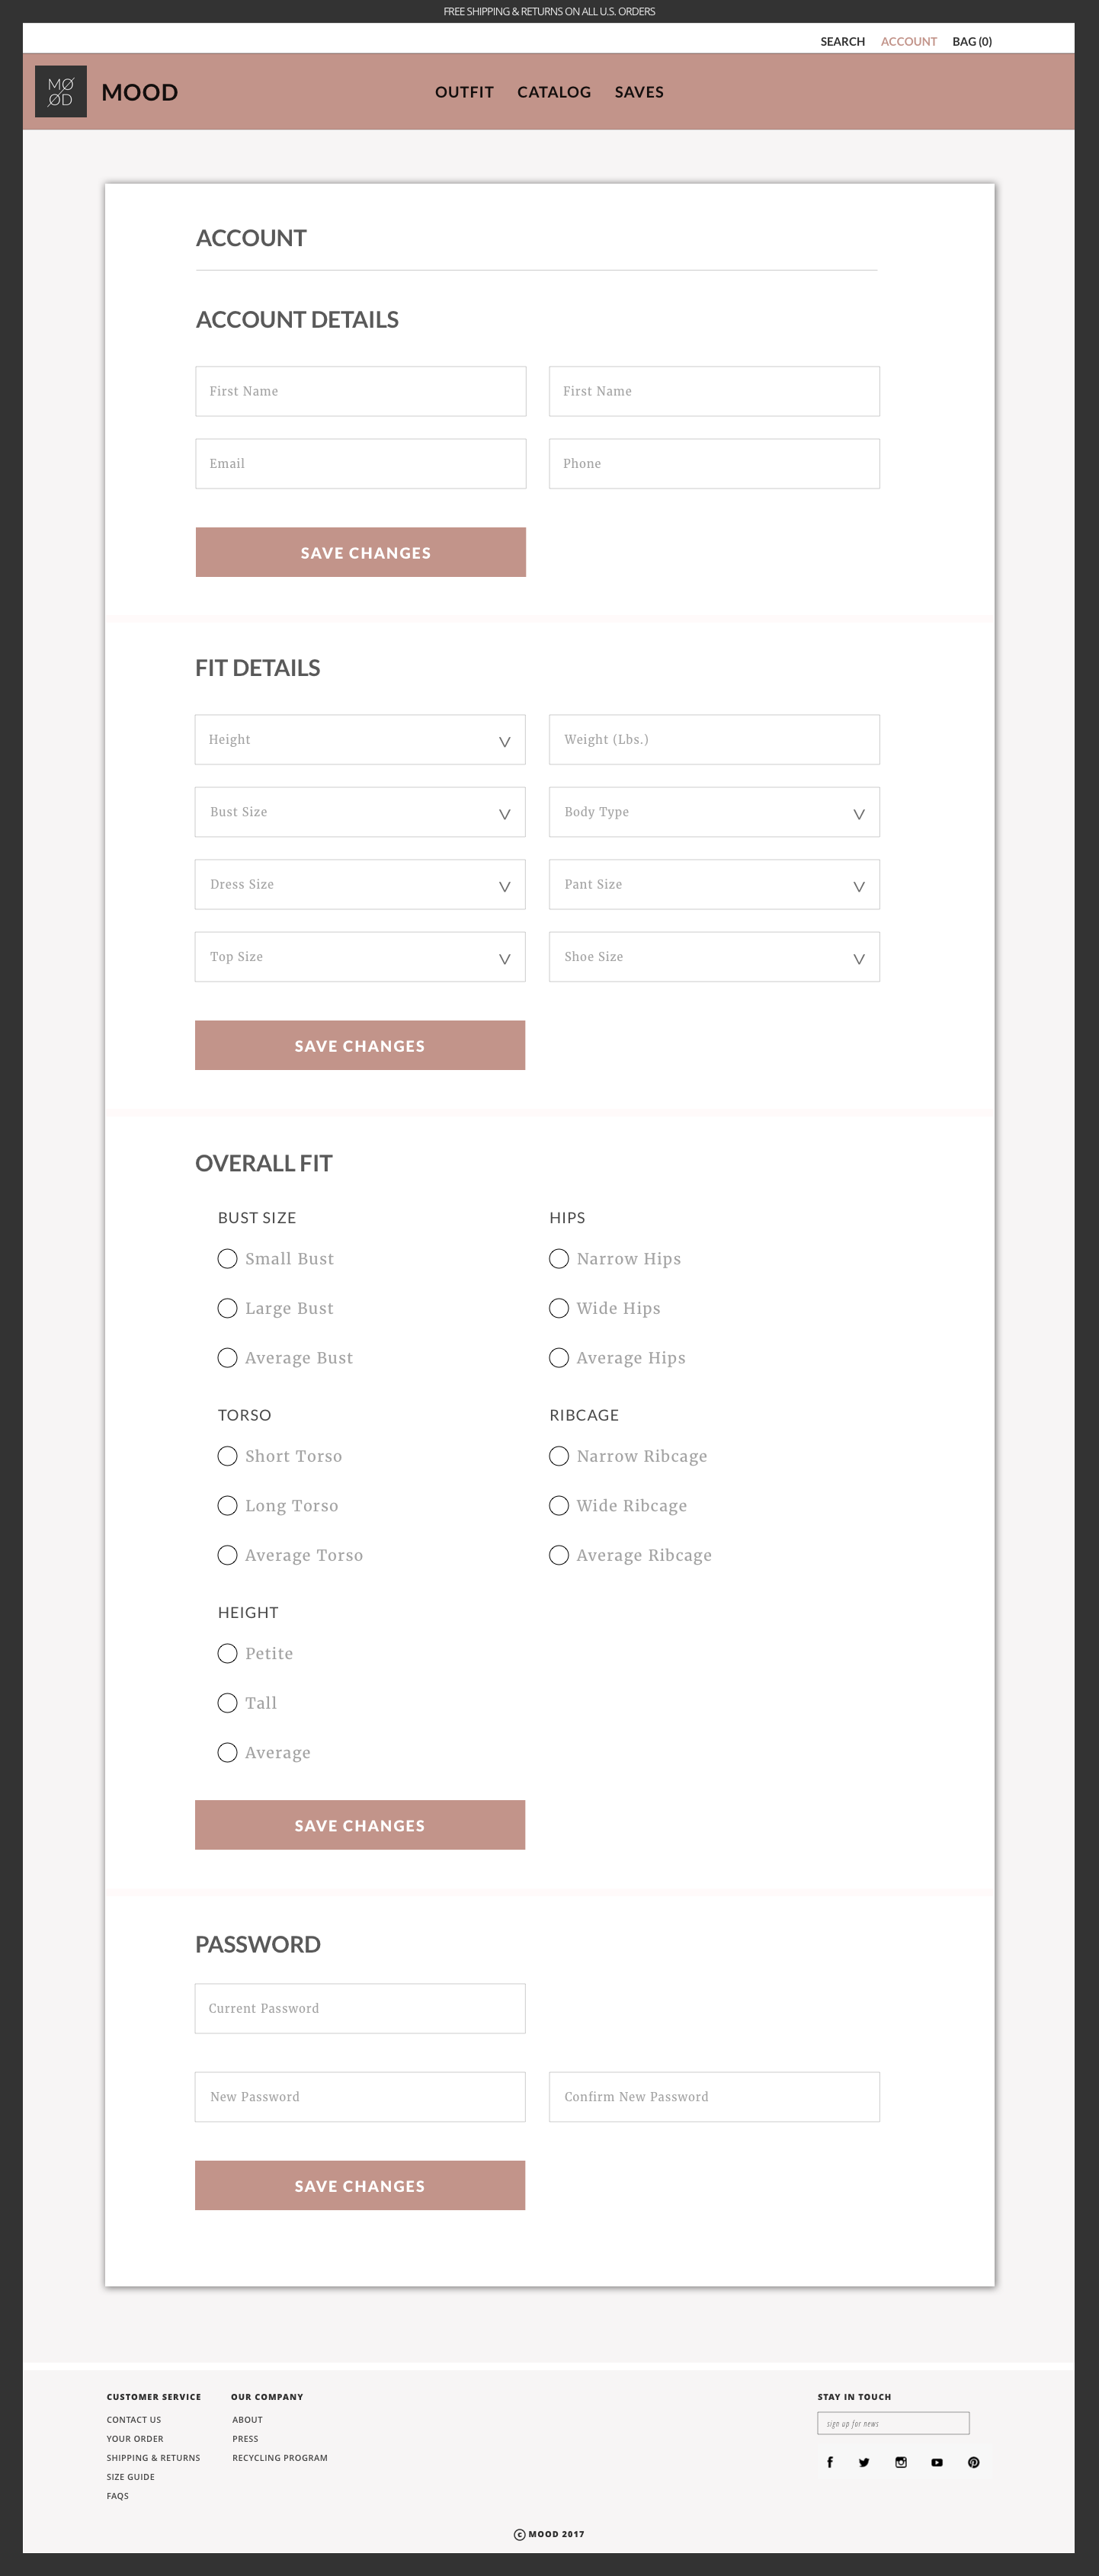 FREE SHIPPING & RETURNS ON ALL U.S. ORDERS
SEARCH ACCOUNT BAG (0)
MØ
ØD
MOOD
OUTFIT CATALOG SAVES
ACCOUNT
ACCOUNT DETAILS
First Name First Name
Email Phone
SAVE CHANGES
FIT DETAILS
Height Weight (Lbs.)
Bust Size Body Type
Dress Size Pant Size
Top Size Shoe Size
SAVE CHANGES
OVERALL FIT
BUST SIZE HIPS
Small Bust Narrow Hips
Large Bust Wide Hips
Average Bust Average Hips
TORSO RIBCAGE
Short Torso Narrow Ribcage
Long Torso Wide Ribcage
Average Torso Average Ribcage
HEIGHT
Petite
Tall
Average
SAVE CHANGES
PASSWORD
Current Password
New Password Confirm New Password
SAVE CHANGES
CUSTOMER SERVICE OUR COMPANY STAY IN TOUCH
CONTACT US ABOUT sign up for news
YOUR ORDER PRESS
SHIPPING & RETURNS RECYCLING PROGRAM
SIZE GUIDE
FAQS
© MOOD 2017